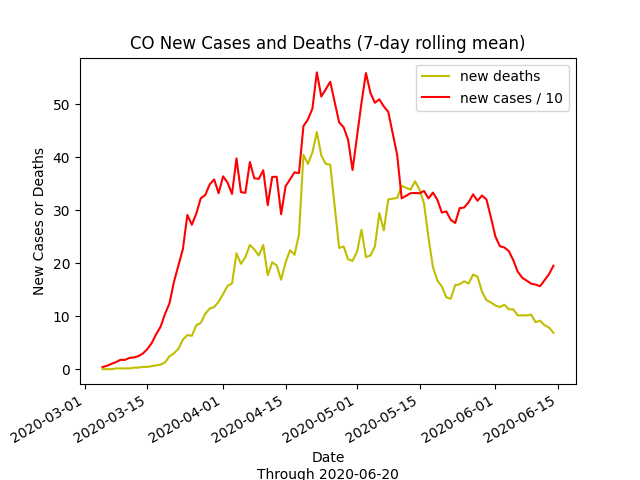 CO New Cases and Deaths (7-day rolling mean)
new deaths
new cases / 10
New Cases or Deaths
50
40
30
20
10
0
2020-03-01
2020-03-15
2020-04-01
2020-04-15
2020-05-01
2020-05-15
2020-06-01
2020-06-15
Date
Through 2020-06-20